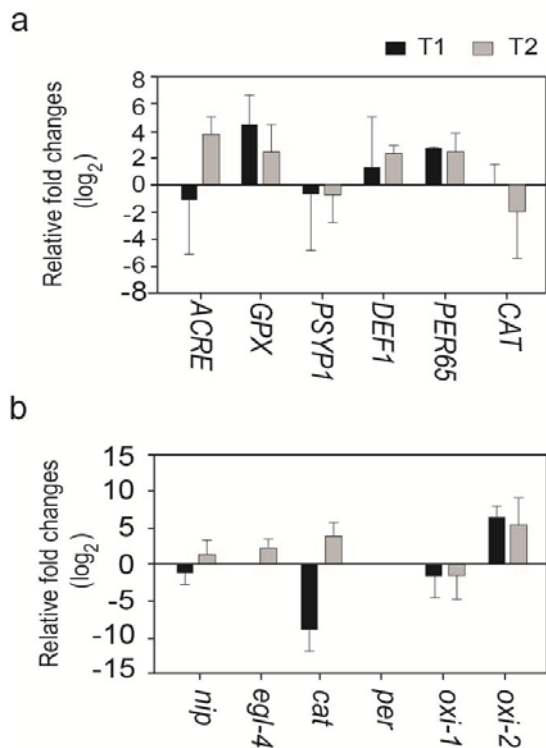 a
T1 T2
Relative fold changes
(log2)
8
6
4
2
0
-2
-4
-6
-8
ACRE GPX PSYP1 DEF1 PER65 CAT
b
Relative fold changes
(log2)
15
10
5
0
-5
-10
-15
nip egl-4 cat per oxi-1 oxi-2